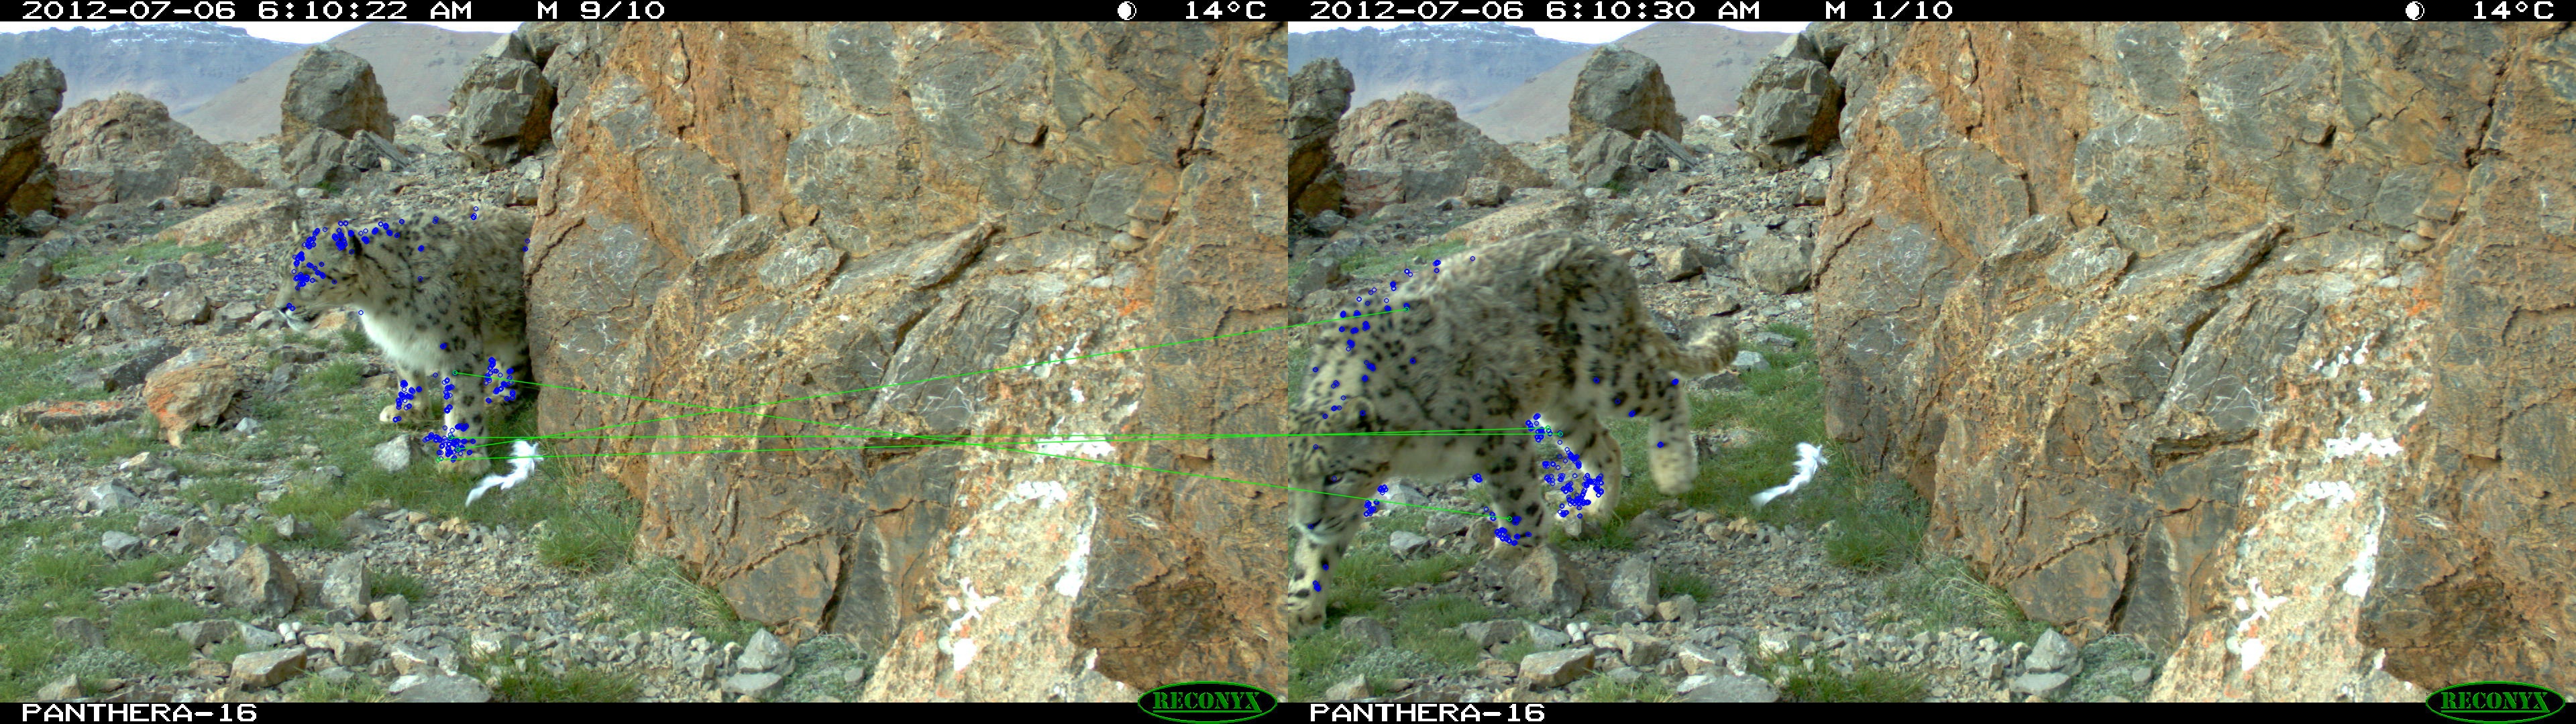 2012-07-06 6:10:22 AM M 9/10 14°C
2012-07-06 6:10:30 AM M 1/10 14°C
PANTHERA-16 RECONYX
PANTHERA-16 RECONYX